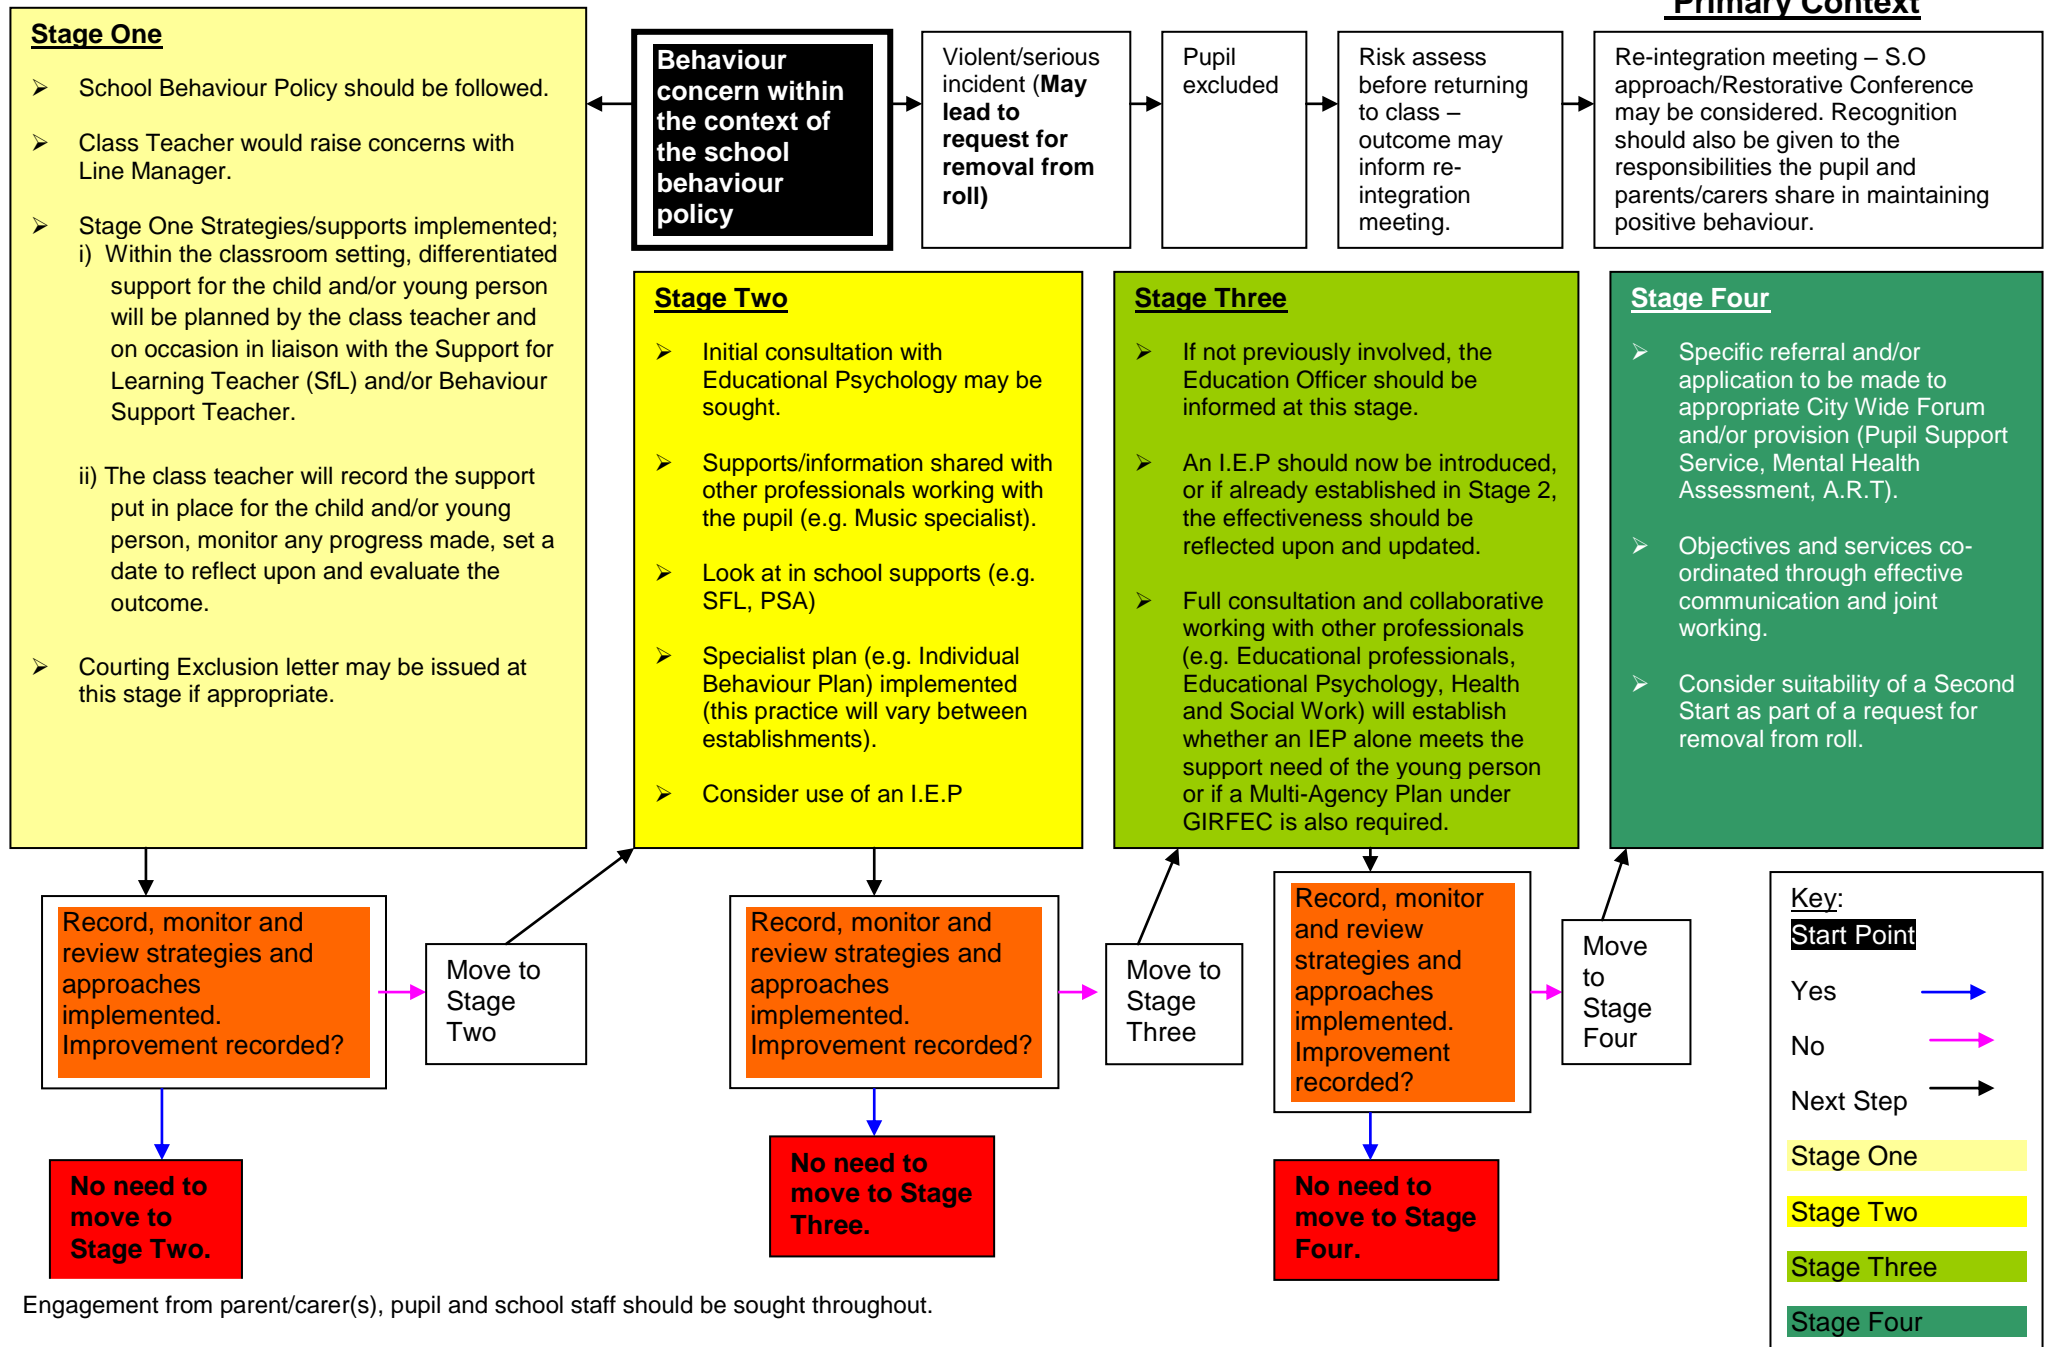 Primary Context
Stage One
➢ School Behaviour Policy should be followed.
➢ Class Teacher would raise concerns with
Line Manager.
➢ Stage One Strategies/supports implemented;
i) Within the classroom setting, differentiated
support for the child and/or young person
will be planned by the class teacher and
on occasion in liaison with the Support for
Learning Teacher (SfL) and/or Behaviour
Support Teacher.
ii) The class teacher will record the support
put in place for the child and/or young
person, monitor any progress made, set a
date to reflect upon and evaluate the
outcome.
➢ Courting Exclusion letter may be issued at
this stage if appropriate.
Behaviour
concern within
the context of
the school
behaviour
policy
Violent/serious
incident (May
lead to
request for
removal from
roll)
Pupil
excluded
Risk assess
before returning
to class –
outcome may
inform re-
integration
meeting.
Re-integration meeting – S.O
approach/Restorative Conference
may be considered. Recognition
should also be given to the
responsibilities the pupil and
parents/carers share in maintaining
positive behaviour.
Stage Two
➢ Initial consultation with
Educational Psychology may be
sought.
➢ Supports/information shared with
other professionals working with
the pupil (e.g. Music specialist).
➢ Look at in school supports (e.g.
SFL, PSA)
➢ Specialist plan (e.g. Individual
Behaviour Plan) implemented
(this practice will vary between
establishments).
➢ Consider use of an I.E.P
Stage Three
➢ If not previously involved, the
Education Officer should be
informed at this stage.
➢ An I.E.P should now be introduced,
or if already established in Stage 2,
the effectiveness should be
reflected upon and updated.
➢ Full consultation and collaborative
working with other professionals
(e.g. Educational professionals,
Educational Psychology, Health
and Social Work) will establish
whether an IEP alone meets the
support need of the young person
or if a Multi-Agency Plan under
GIRFEC is also required.
Stage Four
➢ Specific referral and/or
application to be made to
appropriate City Wide Forum
and/or provision (Pupil Support
Service, Mental Health
Assessment, A.R.T).
➢ Objectives and services co-
ordinated through effective
communication and joint
working.
➢ Consider suitability of a Second
Start as part of a request for
removal from roll.
Record, monitor and
review strategies and
approaches
implemented.
Improvement recorded?
Move to
Stage
Two
Record, monitor and
review strategies and
approaches
implemented.
Improvement recorded?
Move to
Stage
Three
Record, monitor
and review
strategies and
approaches
implemented.
Improvement
recorded?
Move
to
Stage
Four
No need to
move to
Stage Two.
No need to
move to Stage
Three.
No need to
move to Stage
Four.
Key:
Start Point
Yes
No
Next Step
Stage One
Stage Two
Stage Three
Stage Four
Engagement from parent/carer(s), pupil and school staff should be sought throughout.